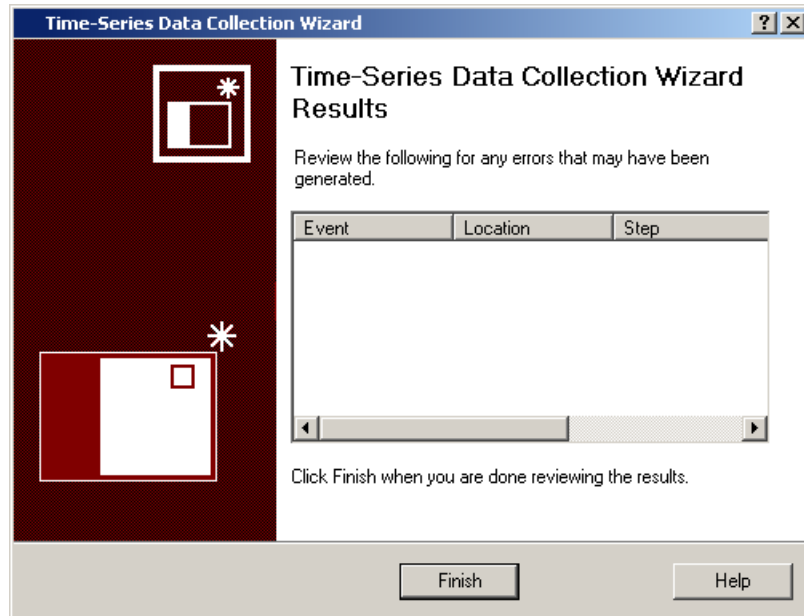 Time-Series Data Collection Wizard
Time-Series Data Collection Wizard
Results
Review the following for any errors that may have been
generated.
Event Location Step
Click Finish when you are done reviewing the results.
Finish Help